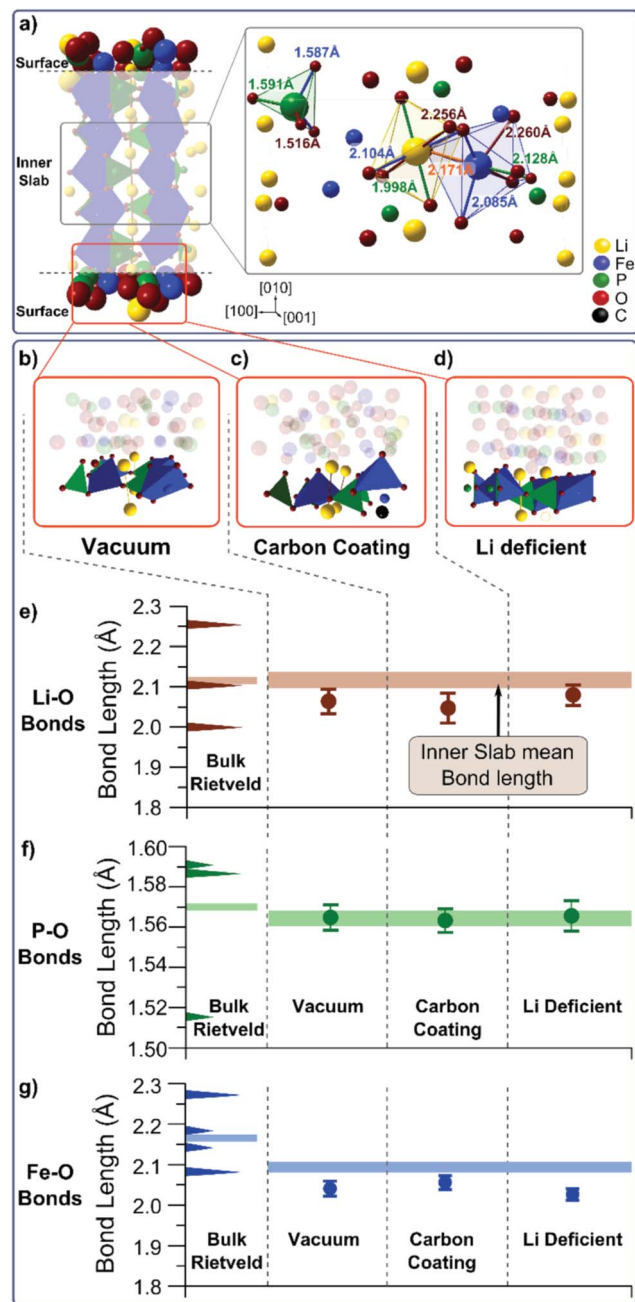 a)
Surface
Inner Slab
Surface
1.587Å
1.591Å
1.516Å
2.256Å
2.260Å
2.104Å
2.128Å
2.171Å
1.998Å
2.085Å
Li
Fe
P
O
C
[010]
[100]
[001]
b)
c)
d)
Vacuum
Carbon Coating
Li deficient
e)
Li-O Bonds
Bond Length (Å)
2.3
2.2
2.1
2.0
1.9
1.8
Bulk Rietveld
Inner Slab mean Bond length
f)
P-O Bonds
Bond Length (Å)
1.60
1.58
1.56
1.54
1.52
1.50
Bulk Rietveld
Vacuum
Carbon Coating
Li Deficient
g)
Fe-O Bonds
Bond Length (Å)
2.3
2.2
2.1
2.0
1.9
1.8
Bulk Rietveld
Vacuum
Carbon Coating
Li Deficient